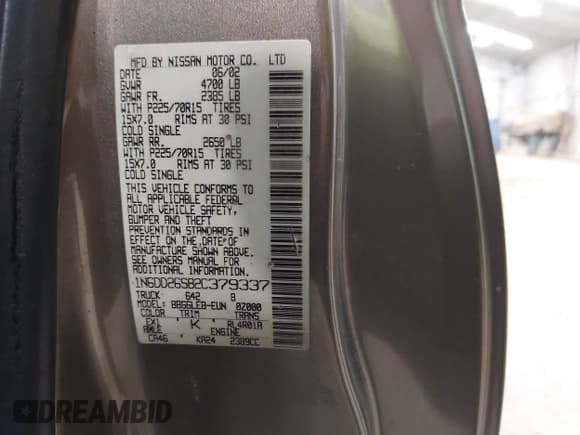 MFD BY NISSAN MOTOR CO. LTD
DATE 06/02
GVWR 4700 LB
GAWR FR. 2385 LB
WITH P225/70R15 TIRES
15X7.0 RIMS AT 30 PSI
COLD SINGLE
GAWR RR. 2650 LB
WITH P225/70R15 TIRES
15X7.0 RIMS AT 30 PSI
COLD SINGLE
THIS VEHICLE CONFORMS TO
ALL APPLICABLE FEDERAL
MOTOR VEHICLE SAFETY,
BUMPER AND THEFT
PREVENTION STANDARDS IN
EFFECT ON THE DATE OF
MANUFACTURE SHOWN ABOVE.
SEE OWNERS MANUAL FOR
ADDITIONAL INFORMATION.
1N6DD26S82C379337
TRUCK 642 B
MODEL: BBGGLEB-EUN 0Z000
COLOR TRIM TRANS
EX1 K RL4R01A
AXLE ENGINE
CA46 KA24 2389CC
DREAMBID